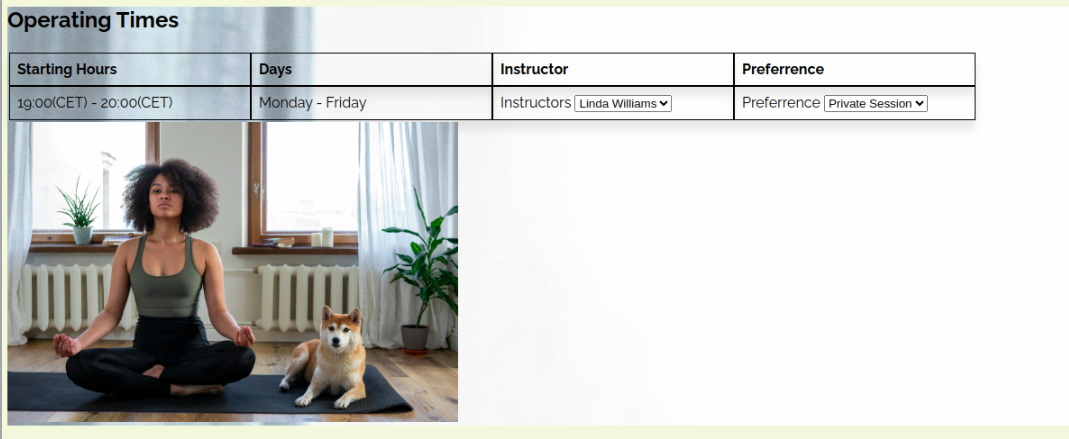 Operating Times
Starting Hours Days Instructor Preferrence
19:00(CET) - 20:00(CET) Monday - Friday Instructors Linda Williams Preferrence Private Session